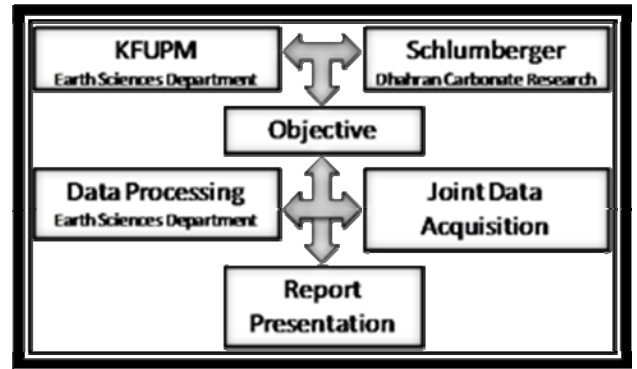 KFUPM
Earth Sciences Department
Schlumberger
Dhahran Carbonate Research
Objective
Data Processing
Earth Sciences Department
Joint Data
Acquisition
Report
Presentation